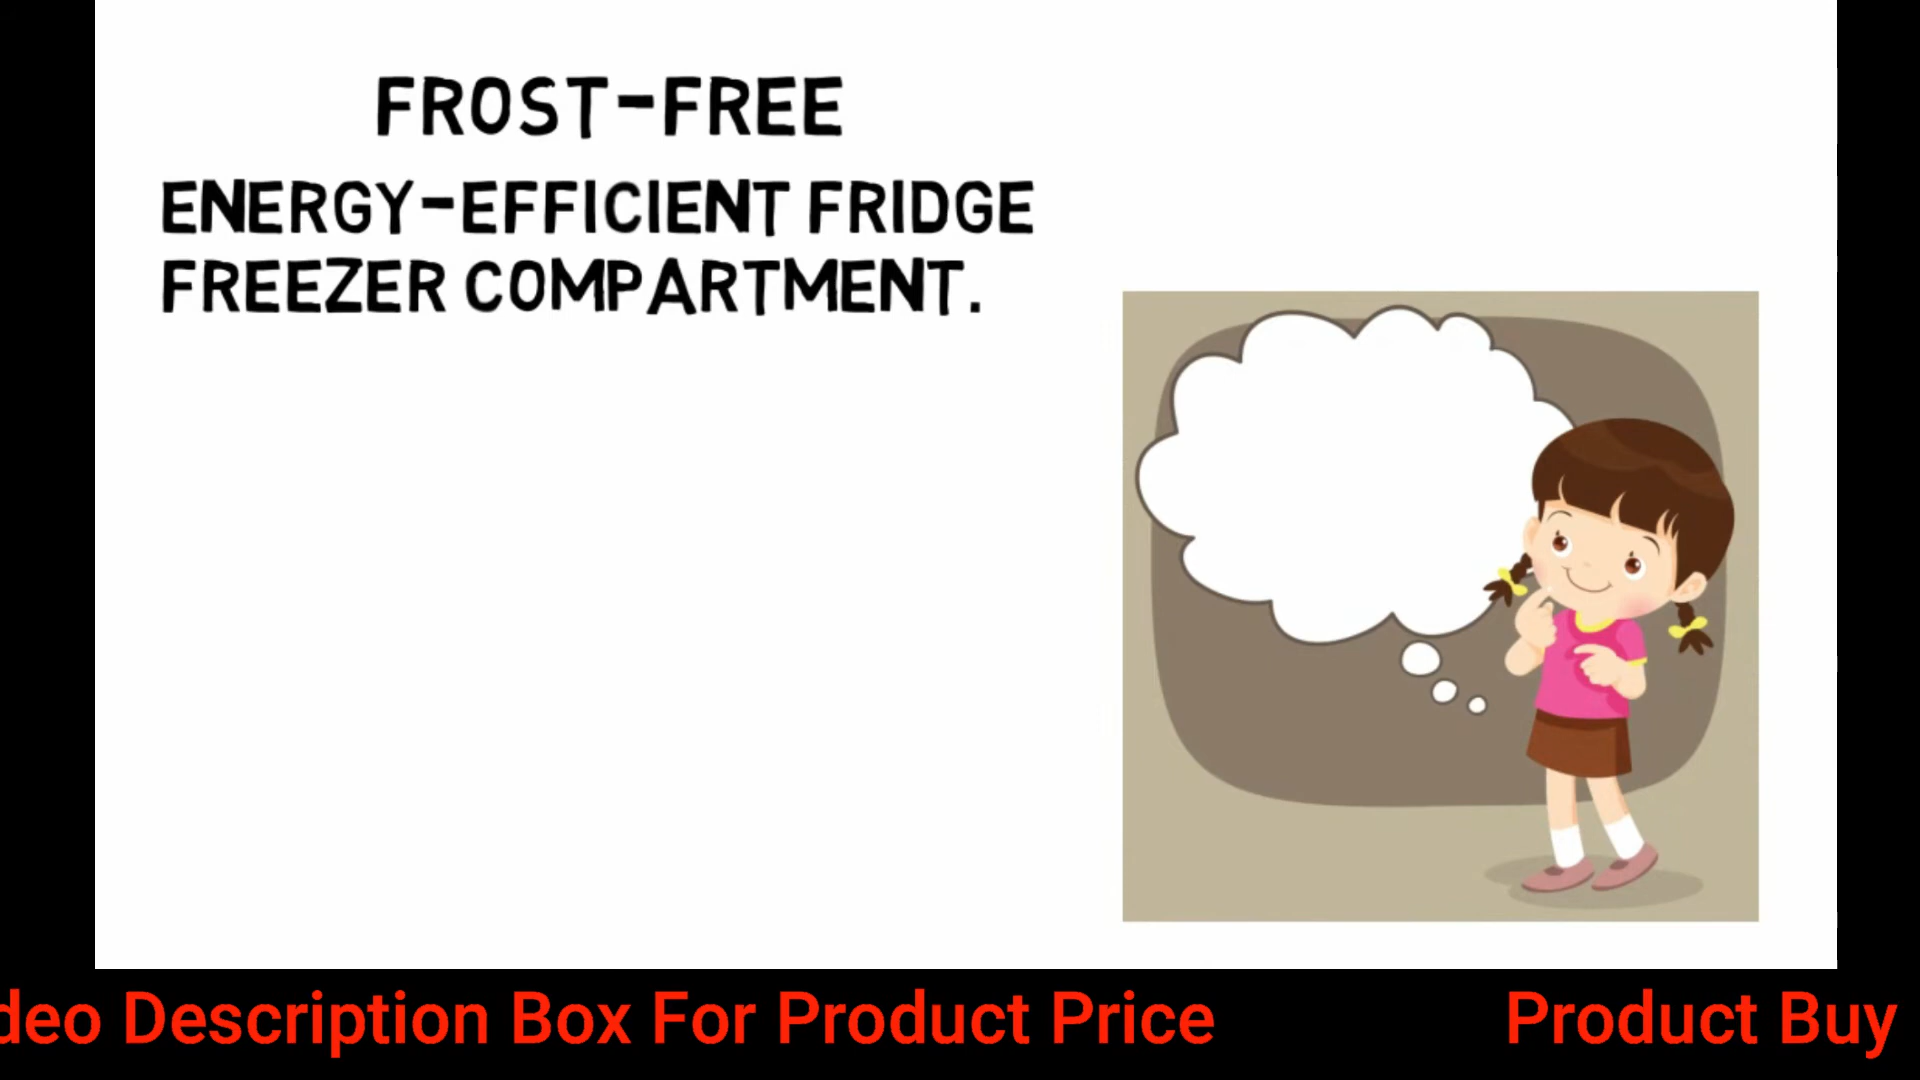 FROST-FREE
ENERGY-EFFICIENT FRIDGE
FREEZER COMPARTMENT.
deo Description Box For Product Price Product Buy